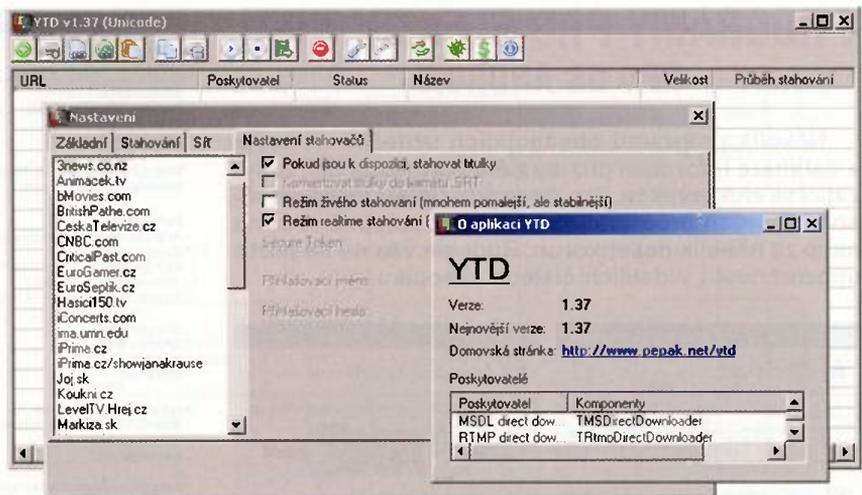 YTD v1.37 (Unicode)
URL Poskytovatel Status Název Velikost Průběh stahování
Nastavení
Základní Stahování Síť Nastavení stahovačů
3news.co.nz
Animacek.tv
bMovies.com
BritishPathe.com
CeskaTelevize.cz
CNBC.com
CriticalPast.com
EuroGamer.cz
EuroSeptik.cz
Hasici150.tv
iConcerts.com
ima.umn.edu
iPrima.cz
iPrima.cz/showjanakrause
Joj.sk
Koukni.cz
LevelTV.Hrej.cz
Markiza.sk
Pokud jsou k dispozici, stahovat titulky
Konvertovat titulky do formátu .SRT
Režim živého stahování (mnohem pomalejší, ale stabilnější)
Režim realtime stahování (
Secure Token:
Přihlašovací jméno:
Přihlašovací heslo:
O aplikaci YTD
YTD
Verze: 1.37
Nejnovější verze: 1.37
Domovská stránka: http://www.pepak.net/ytd
Poskytovatelé
Poskytovatel Komponenty
MSDL direct dow... TMSDirectDownloader
RTMP direct dow... TRtmpDirectDownloader